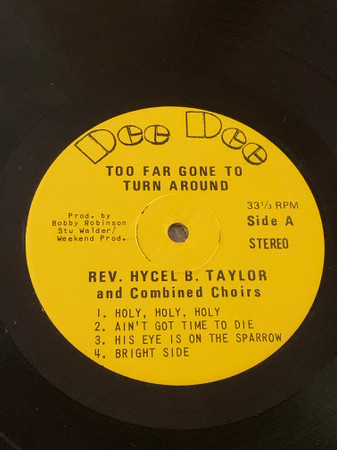 Dee Dee
TOO FAR GONE TO
TURN AROUND
33⅓ RPM
Side A
STEREO
Prod. by
Bobby Robinson
Stu Walder/
Weekend Prod.
REV. HYCEL B. TAYLOR
and Combined Choirs
1. HOLY, HOLY, HOLY
2. AIN'T GOT TIME TO DIE
3. HIS EYE IS ON THE SPARROW
4. BRIGHT SIDE